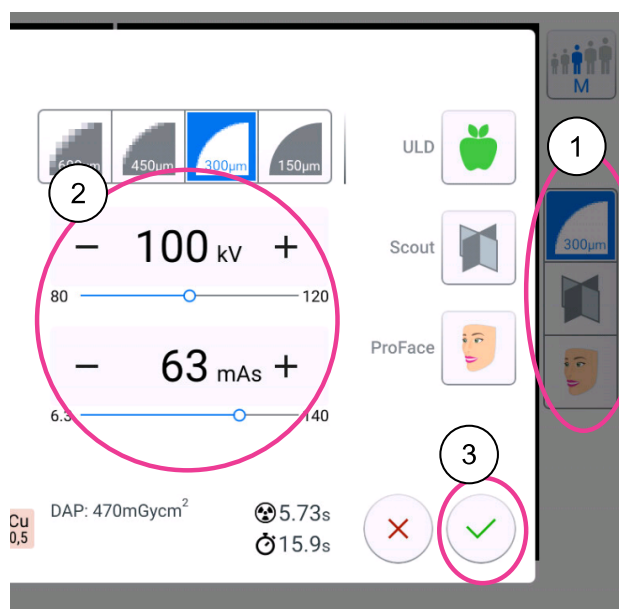 M
1
600µm 450µm 300µm 150µm
ULD
2
300µm
− 100 kV +
80 120
Scout
− 63 mAs +
6.3 140
ProFace
3
Cu
0,5
DAP: 470mGycm²
5.73s
15.9s